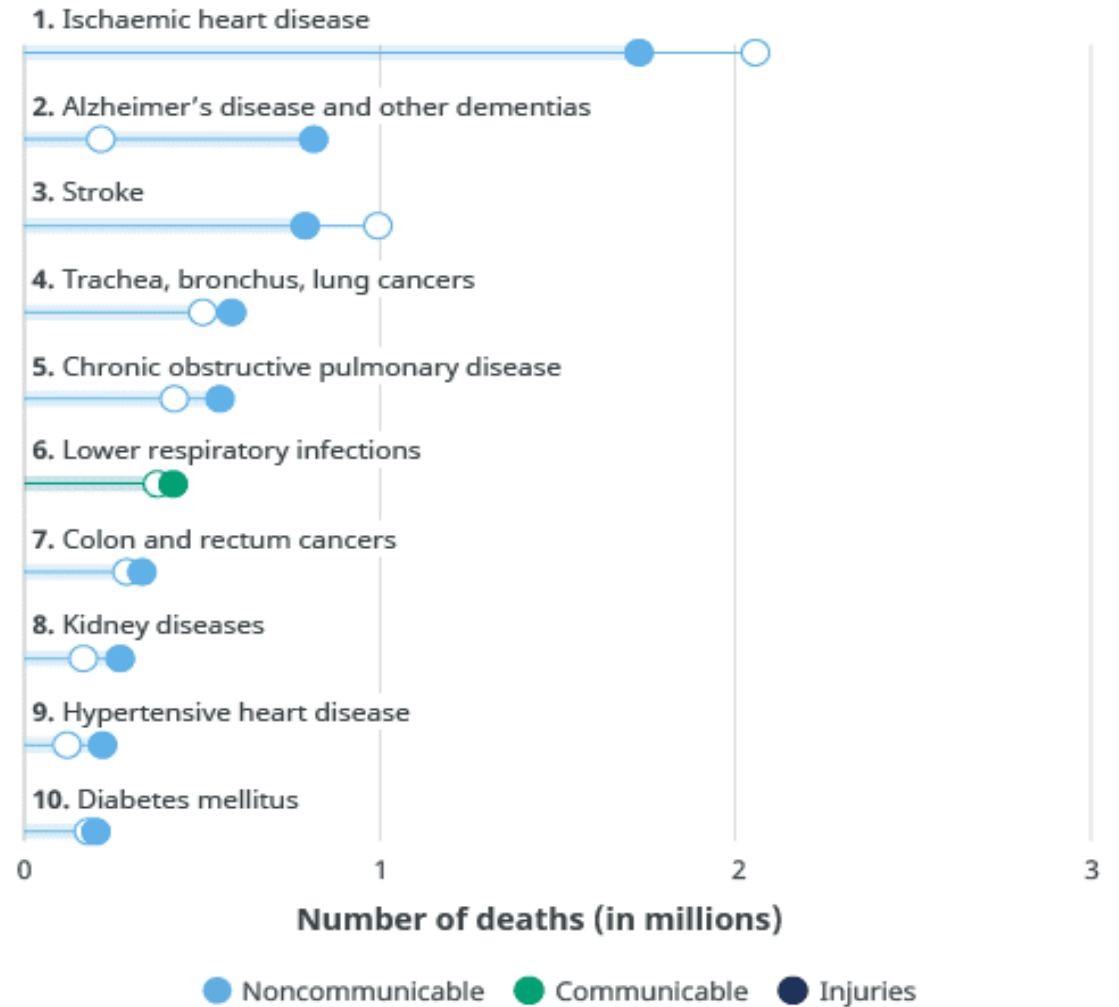 1. Ischaemic heart disease
2. Alzheimer's disease and other dementias
3. Stroke
4. Trachea, bronchus, lung cancers
5. Chronic obstructive pulmonary disease
6. Lower respiratory infections
7. Colon and rectum cancers
8. Kidney diseases
9. Hypertensive heart disease
10. Diabetes mellitus
0 1 2 3
Number of deaths (in millions)
Noncommunicable Communicable Injuries